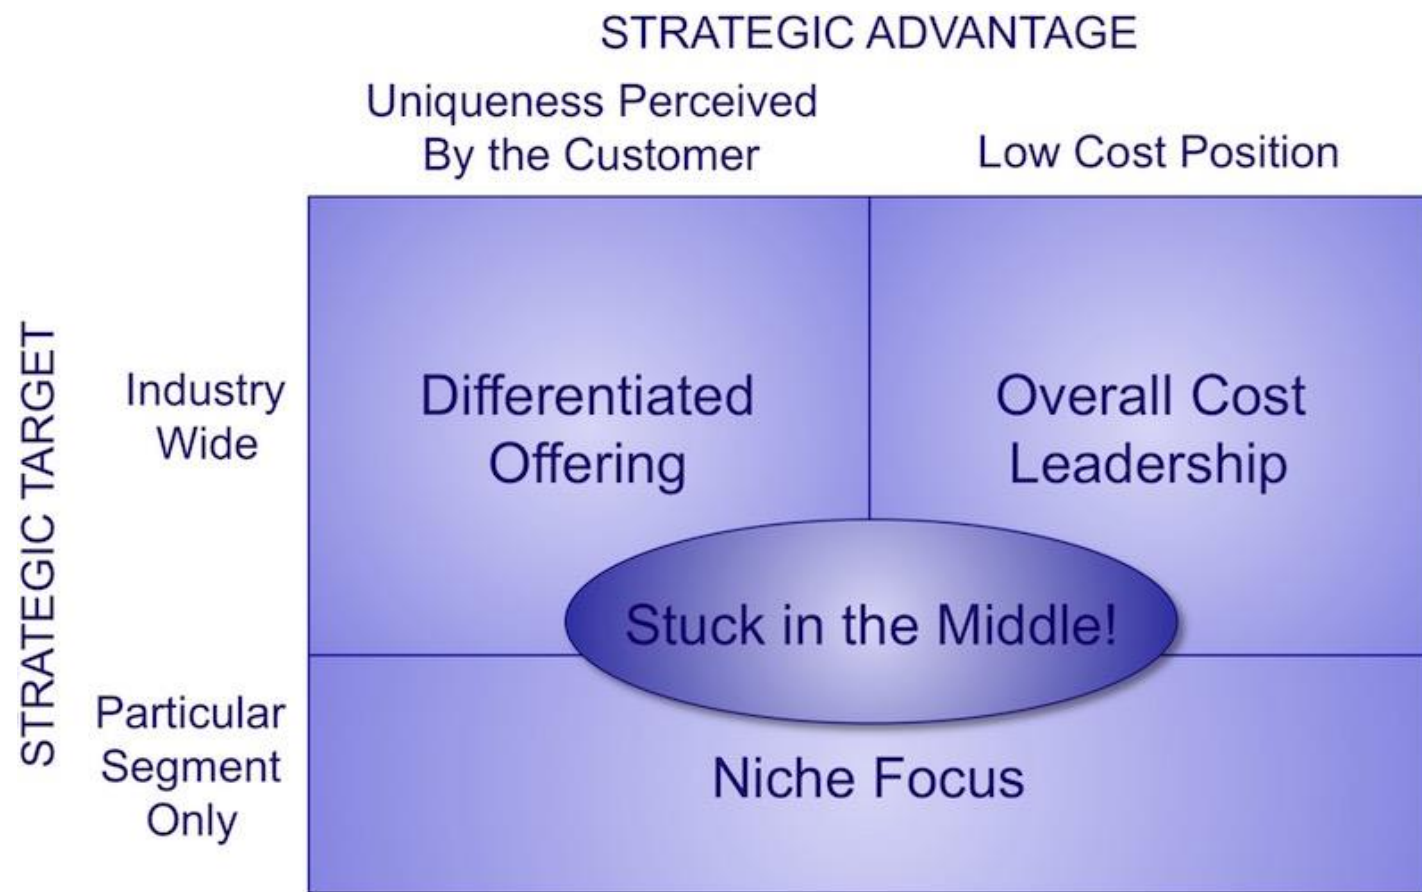 STRATEGIC ADVANTAGE
Uniqueness Perceived
By the Customer
Low Cost Position
STRATEGIC TARGET
Industry
Wide
Differentiated
Offering
Overall Cost
Leadership
Stuck in the Middle!
Particular
Segment
Only
Niche Focus